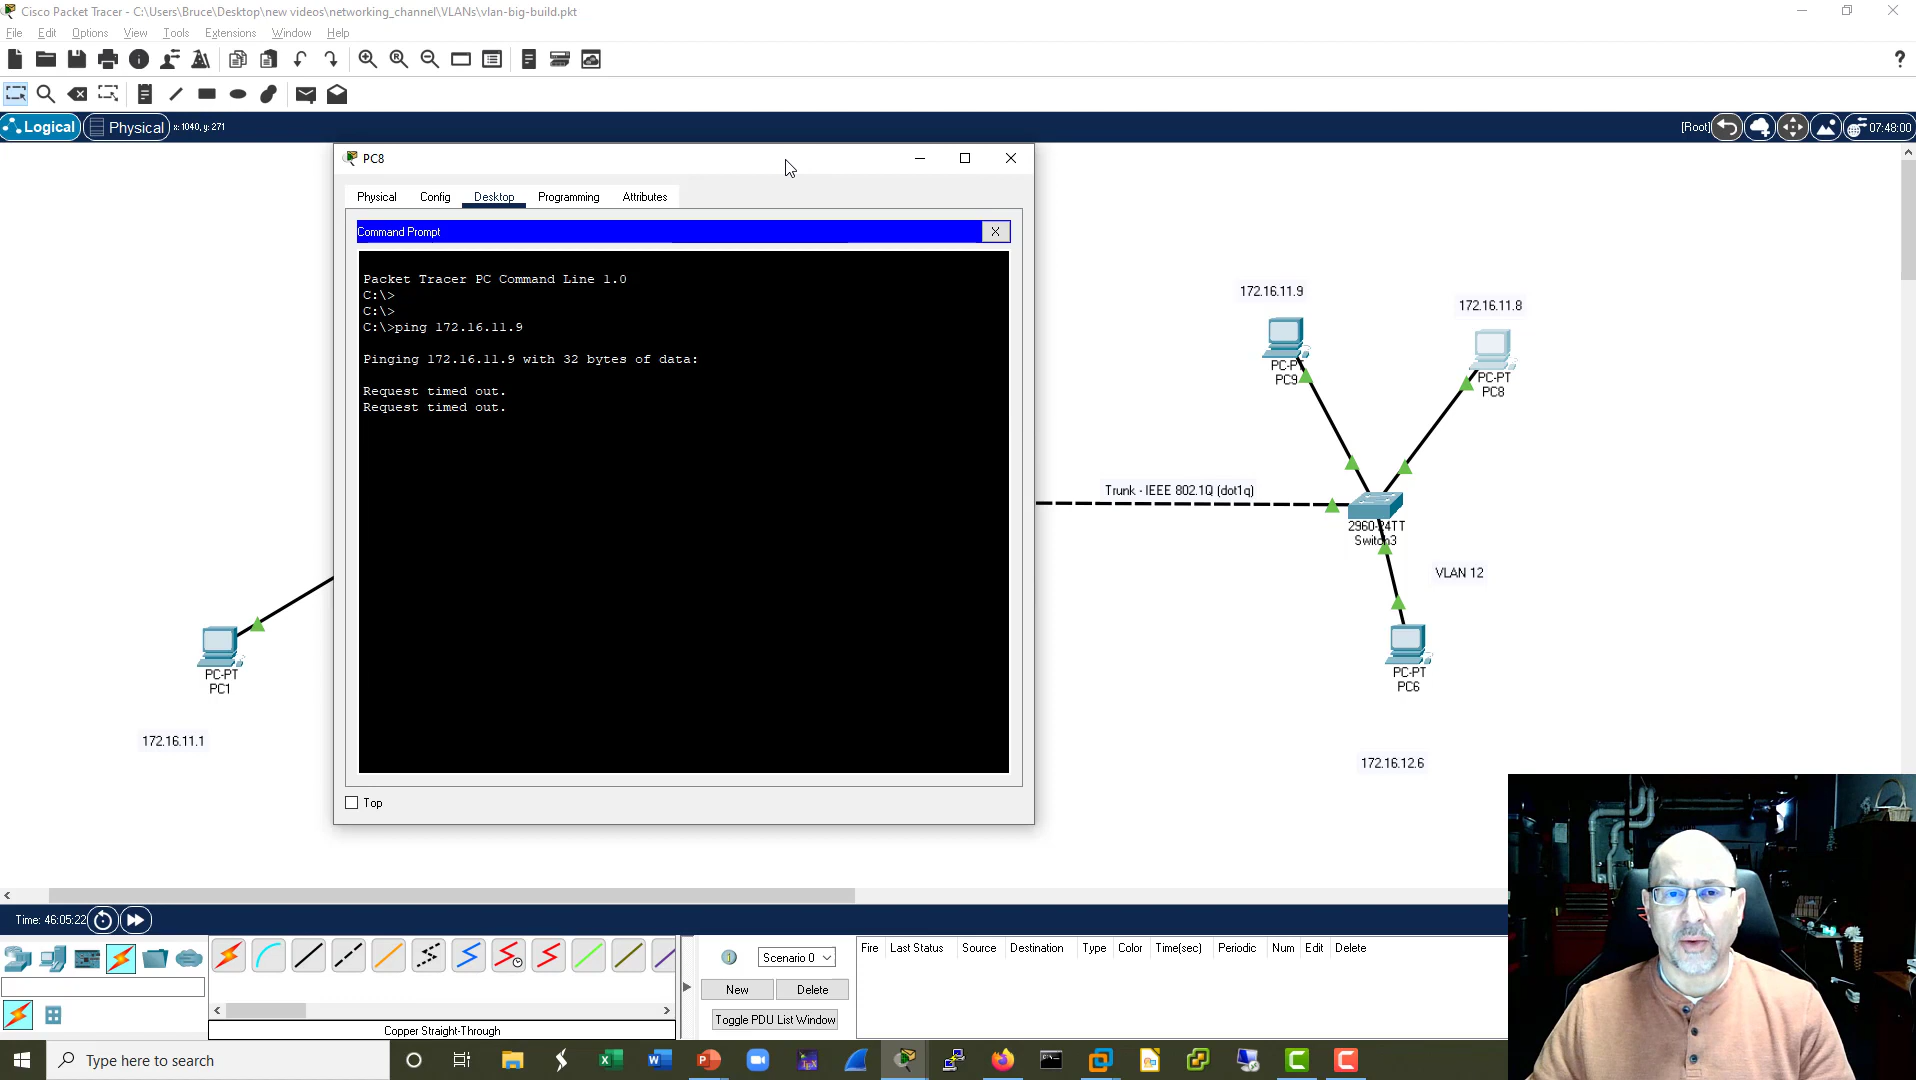 Cisco Packet Tracer - C:\Users\Bruce\Desktop\new videos\networking_channel\VLANs\vlan-big-build.pkt
File Edit Options View Tools Extensions Window Help
Logical Physical x: 1040, y: 271 [Root] 07:48:00
PC8
Physical Config Desktop Programming Attributes
Command Prompt X
Packet Tracer PC Command Line 1.0
C:\>
C:\>
C:\>ping 172.16.11.9
Pinging 172.16.11.9 with 32 bytes of data:
Request timed out.
Request timed out.
Top
172.16.11.9
172.16.11.8
PC-PT
PC9
PC-PT
PC8
Trunk - IEEE 802.1Q (dot1q)
2960-24TT
Switch3
VLAN 12
PC-PT
PC6
172.16.12.6
PC-PT
PC1
172.16.11.1
Time: 46:05:22
Scenario 0
New Delete
Toggle PDU List Window
Fire Last Status Source Destination Type Color Time(sec) Periodic Num Edit Delete
Copper Straight-Through
Type here to search